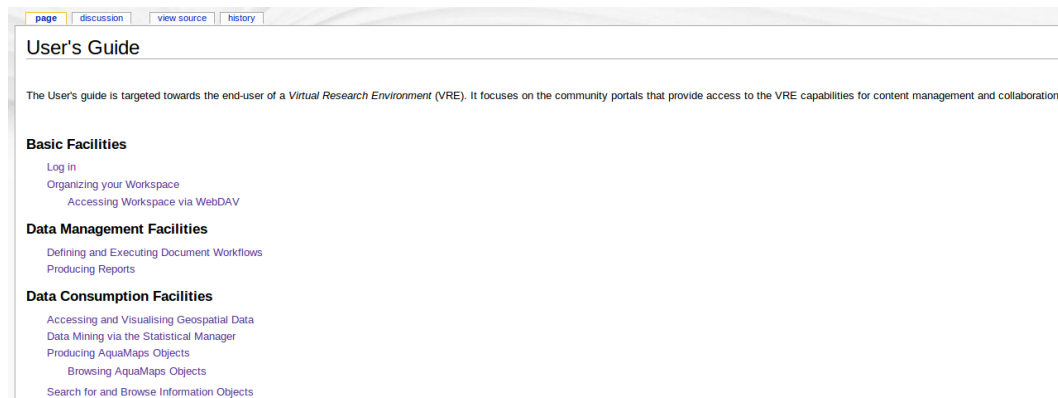 page discussion view source history
User's Guide
The User's guide is targeted towards the end-user of a Virtual Research Environment (VRE). It focuses on the community portals that provide access to the VRE capabilities for content management and collaboration
Basic Facilities
Log in
Organizing your Workspace
Accessing Workspace via WebDAV
Data Management Facilities
Defining and Executing Document Workflows
Producing Reports
Data Consumption Facilities
Accessing and Visualising Geospatial Data
Data Mining via the Statistical Manager
Producing AquaMaps Objects
Browsing AquaMaps Objects
Search for and Browse Information Objects